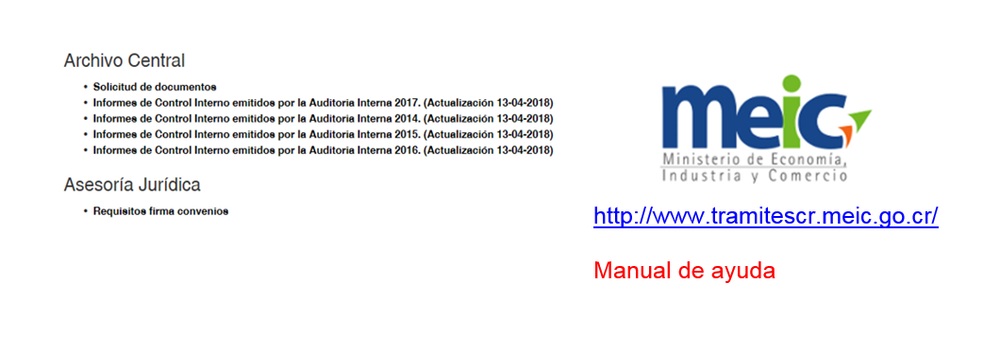 Archivo Central
• Solicitud de documentos
• Informes de Control Interno emitidos por la Auditoria Interna 2017. (Actualización 13-04-2018)
• Informes de Control Interno emitidos por la Auditoria Interna 2014. (Actualización 13-04-2018)
• Informes de Control Interno emitidos por la Auditoria Interna 2015. (Actualización 13-04-2018)
• Informes de Control Interno emitidos por la Auditoria Interna 2016. (Actualización 13-04-2018)
Asesoría Jurídica
• Requisitos firma convenios
meic
Ministerio de Economía,
Industria y Comercio
http://www.tramitescr.meic.go.cr/
Manual de ayuda